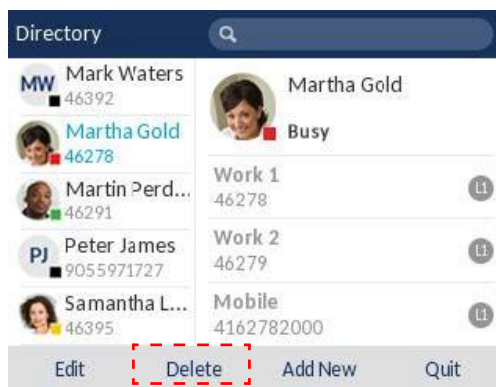 Directory
MW
Mark Waters
46392
Martha Gold
46278
Martin Perd...
46291
PJ
Peter James
9055971727
Samantha L...
46395
Martha Gold
Busy
Work 1
46278
L1
Work 2
46279
L1
Mobile
4162782000
L1
Edit Delete Add New Quit